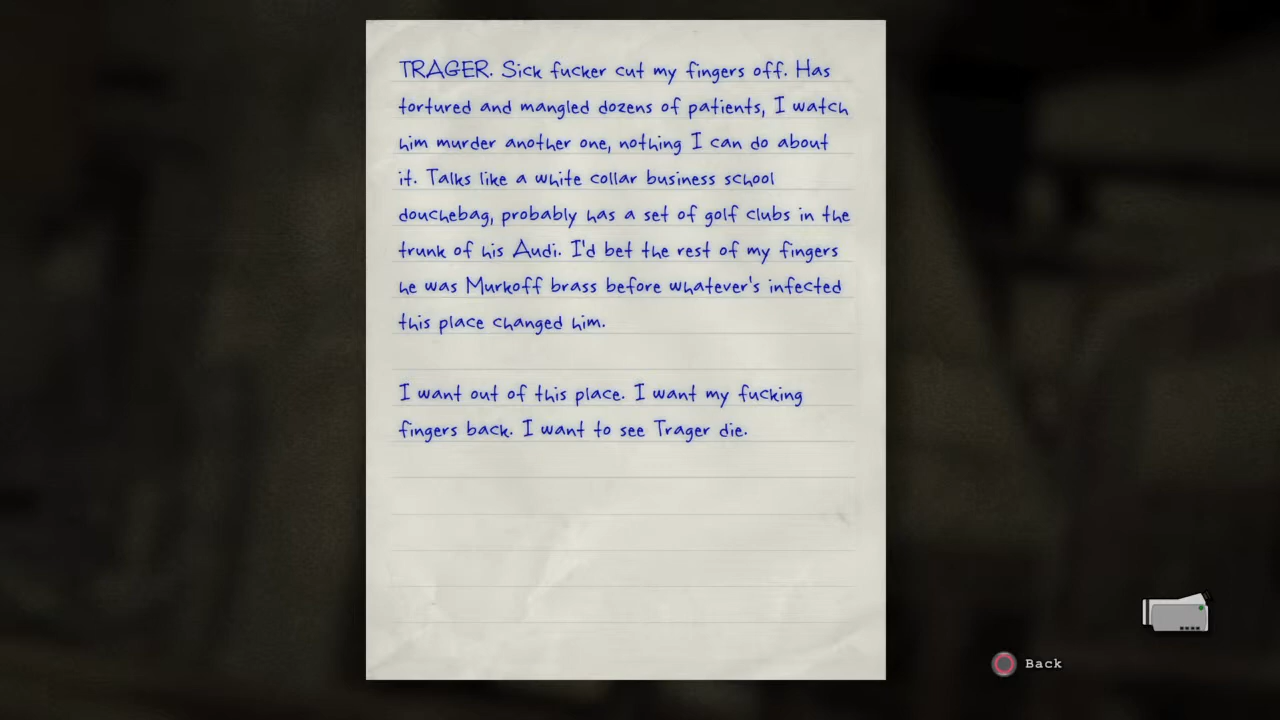 TRAGER. Sick fucker cut my fingers off. Has
tortured and mangled dozens of patients, I watch
him murder another one, nothing I can do about
it. Talks like a white collar business school
douchebag, probably has a set of golf clubs in the
trunk of his Audi. I'd bet the rest of my fingers
he was Murkoff brass before whatever's infected
this place changed him.
I want out of this place. I want my fucking
fingers back. I want to see Trager die.
Back